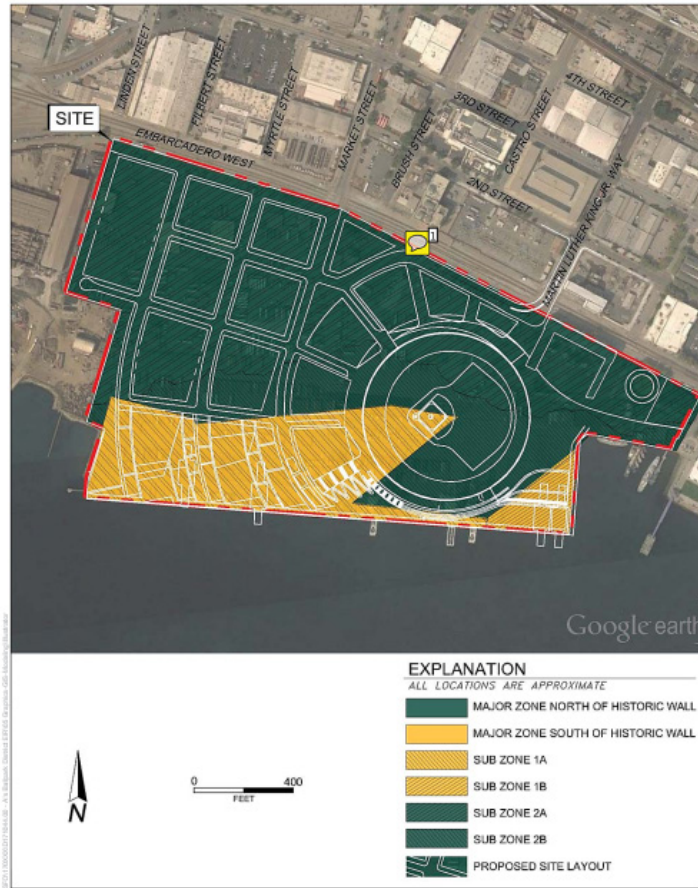 LINDEN STREET
FILBERT STREET
MYRTLE STREET
MARKET STREET
BRUSH STREET
3RD STREET
CASTRO STREET
4TH STREET
SITE
EMBARCADERO WEST
2ND STREET
MARTIN LUTHER KING JR. WAY
1
Google earth
EXPLANATION
ALL LOCATIONS ARE APPROXIMATE
MAJOR ZONE NORTH OF HISTORIC WALL
MAJOR ZONE SOUTH OF HISTORIC WALL
SUB ZONE 1A
SUB ZONE 1B
SUB ZONE 2A
SUB ZONE 2B
PROPOSED SITE LAYOUT
0 400
FEET
N